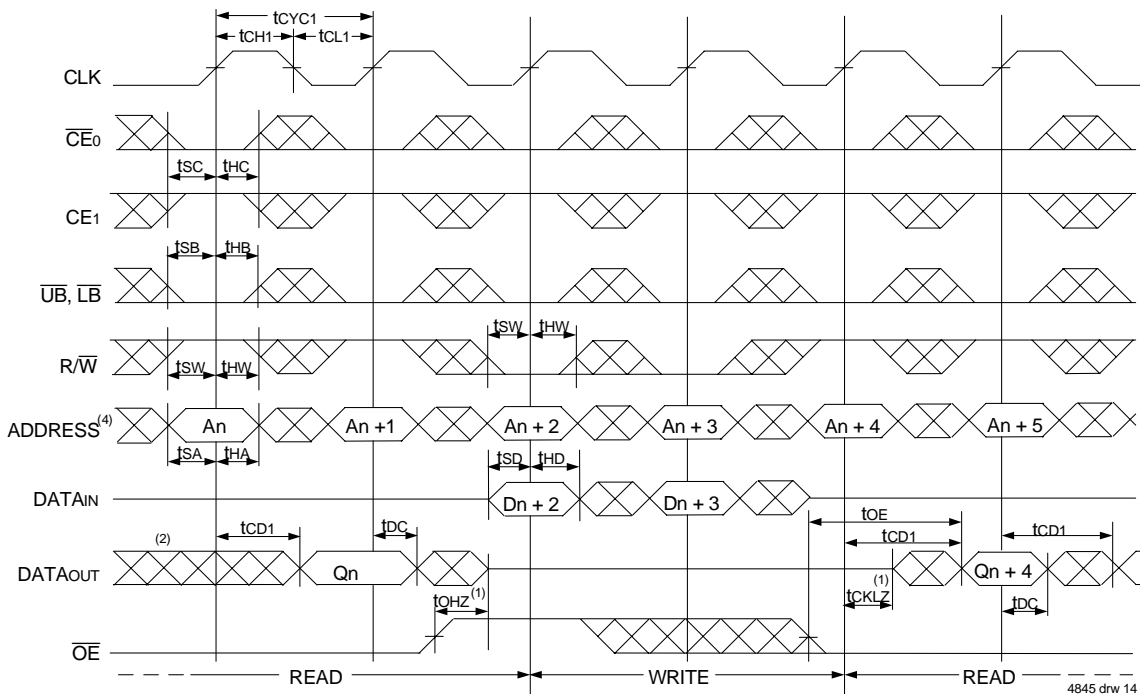 tCYC1
tCH1 tCL1
CLK
CE0
tSC tHC
CE1
tSB tHB
UB, LB
tSW tHW
R/W
tSW tHW
ADDRESS(4) An An +1 An + 2 An + 3 An + 4 An + 5
tSA tHA tSD tHD
DATAIN Dn + 2 Dn + 3
tOE
(2) tCD1 tDC tCD1 tCD1
DATAOUT Qn Qn + 4
tOHZ(1) tCKLZ(1) tDC
OE
READ WRITE READ
4845 drw 14